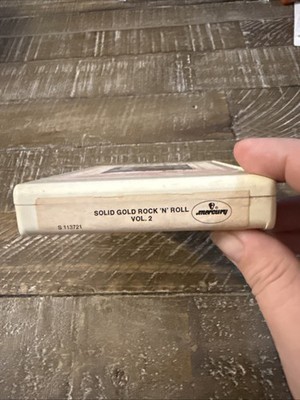 SOLID GOLD ROCK 'N' ROLL
VOL. 2
mercury
S 113721